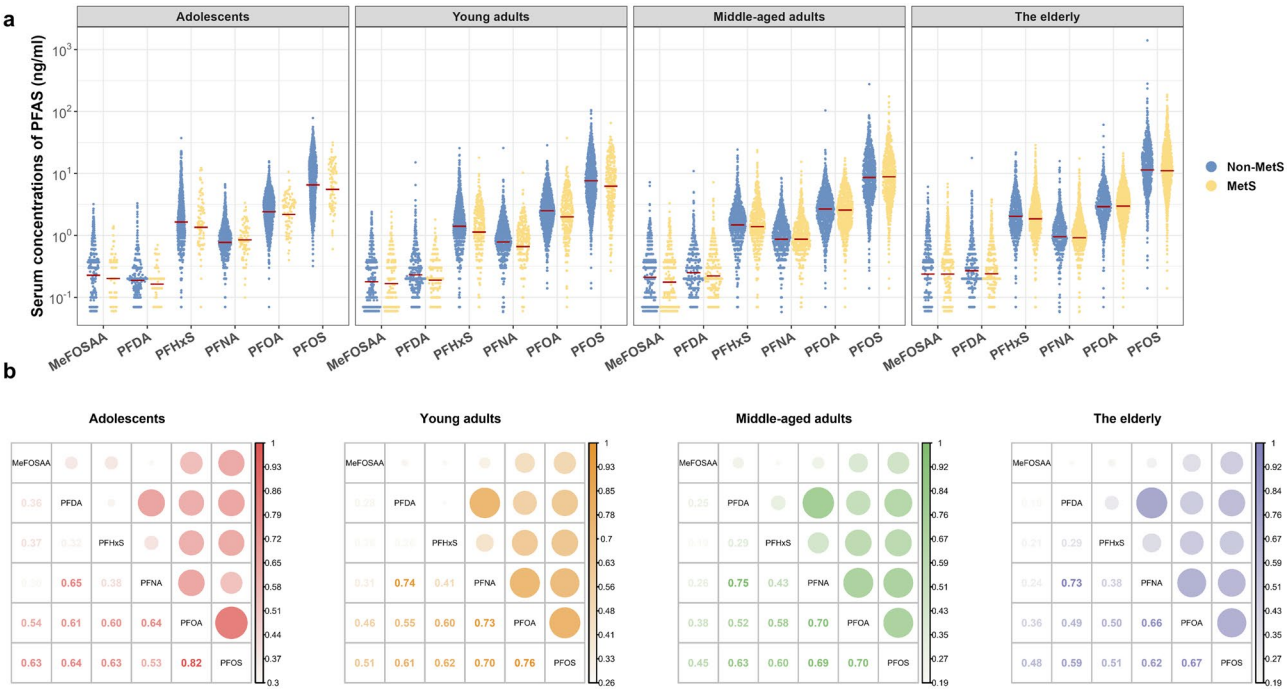 a
Adolescents Young adults Middle-aged adults The elderly
Serum concentrations of PFAS (ng/ml)
10³
10²
10¹
10⁰
10⁻¹
Non-MetS
MetS
MeFOSAA PFDA PFHxS PFNA PFOA PFOS MeFOSAA PFDA PFHxS PFNA PFOA PFOS MeFOSAA PFDA PFHxS PFNA PFOA PFOS MeFOSAA PFDA PFHxS PFNA PFOA PFOS
b
Adolescents
MeFOSAA
0.36 PFDA
0.37 PFHxS
0.65 0.38 PFNA
0.54 0.61 0.60 0.64 PFOA
0.63 0.64 0.63 0.53 0.82 PFOS
1
0.93
0.86
0.79
0.72
0.65
0.58
0.51
0.44
0.37
0.3
Young adults
MeFOSAA
PFDA
PFHxS
0.31 0.74 0.41 PFNA
0.46 0.55 0.60 0.73 PFOA
0.51 0.61 0.62 0.70 0.76 PFOS
1
0.93
0.85
0.78
0.7
0.63
0.56
0.48
0.41
0.33
0.26
Middle-aged adults
MeFOSAA
0.25 PFDA
0.29 PFHxS
0.28 0.75 0.43 PFNA
0.38 0.52 0.58 0.70 PFOA
0.45 0.63 0.60 0.69 0.70 PFOS
1
0.92
0.84
0.76
0.68
0.59
0.51
0.43
0.35
0.27
0.19
The elderly
MeFOSAA
PFDA
0.21 0.29 PFHxS
0.24 0.73 0.38 PFNA
0.36 0.49 0.50 0.66 PFOA
0.48 0.59 0.51 0.62 0.67 PFOS
1
0.92
0.84
0.76
0.67
0.59
0.51
0.43
0.35
0.27
0.19